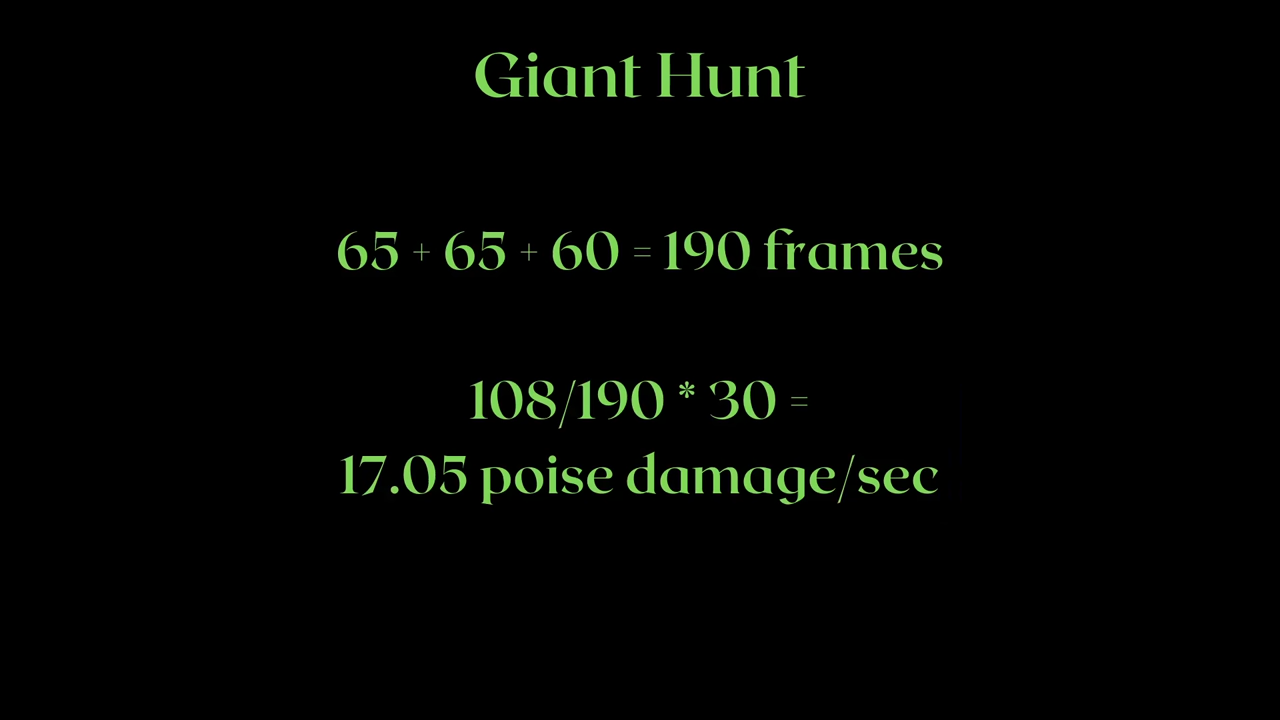 Giant Hunt
65 + 65 + 60 = 190 frames
108/190 * 30 =
17.05 poise damage/sec